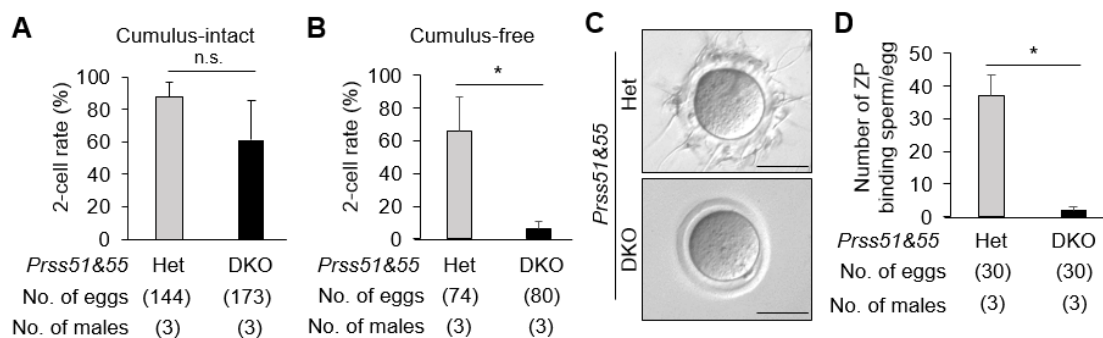 A
Cumulus-intact
n.s.
2-cell rate (%)
100
80
60
40
20
0
Prss51&55 Het DKO
No. of eggs (144) (173)
No. of males (3) (3)
B
Cumulus-free
*
2-cell rate (%)
100
80
60
40
20
0
Prss51&55 Het DKO
No. of eggs (74) (80)
No. of males (3) (3)
C
Prss51&55
Het
DKO
D
*
Number of ZP
binding sperm/egg
50
40
30
20
10
0
Prss51&55 Het DKO
No. of eggs (30) (30)
No. of males (3) (3)